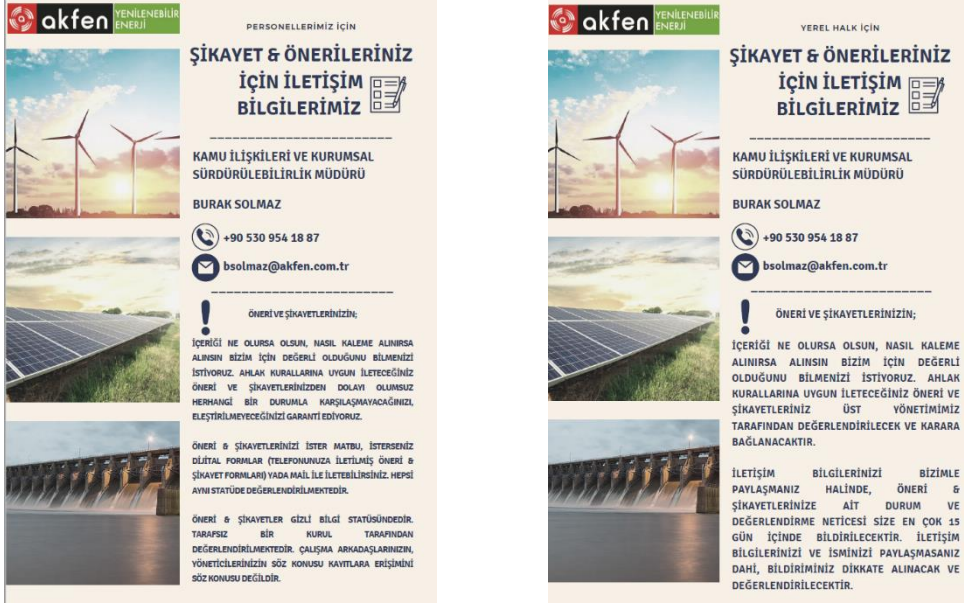 akfen YENİLENEBİLİR
ENERJİ
PERSONELLERİMİZ İÇİN
ŞİKAYET & ÖNERİLERİNİZ
İÇİN İLETİŞİM
BİLGİLERİMİZ
KAMU İLİŞKİLERİ VE KURUMSAL
SÜRDÜRÜLEBİLİRLİK MÜDÜRÜ
BURAK SOLMAZ
+90 530 954 18 87
bsolmaz@akfen.com.tr
ÖNERİ VE ŞİKAYETLERİNİZİN;
İÇERİĞİ NE OLURSA OLSUN, NASIL KALEME ALINIRSA
ALINSIN BİZİM İÇİN DEĞERLİ OLDUĞUNU BİLMENİZİ
İSTİYORUZ. AHLAK KURALLARINA UYGUN İLETECEĞİNİZ
ÖNERİ VE ŞİKAYETLERİNİZDEN DOLAYI OLUMSUZ
HERHANGİ BİR DURUMLA KARŞILAŞMAYACAĞINIZI,
ELEŞTİRİLMEYECEĞİNİZİ GARANTİ EDİYORUZ.
ÖNERİ & ŞİKAYETLERİNİZİ İSTER MATBU, İSTERSENİZ
DİJİTAL FORMLAR (TELEFONUNUZA İLETİLMİŞ ÖNERİ &
ŞİKAYET FORMLARI) YADA MAİL İLE İLETEBİLİRSİNİZ. HEPSİ
AYNI STATÜDE DEĞERLENDİRİLMEKTEDİR.
ÖNERİ & ŞİKAYETLER GİZLİ BİLGİ STATÜSÜNDEDİR.
TARAFSIZ BİR KURUL TARAFINDAN
DEĞERLENDİRİLMEKTEDİR. ÇALIŞMA ARKADAŞLARINIZIN,
YÖNETİCİLERİNİZİN SÖZ KONUSU KAYITLARA ERİŞİMİNİ
SÖZ KONUSU DEĞİLDİR.
akfen YENİLENEBİLİR
ENERJİ
YEREL HALK İÇİN
ŞİKAYET & ÖNERİLERİNİZ
İÇİN İLETİŞİM
BİLGİLERİMİZ
KAMU İLİŞKİLERİ VE KURUMSAL
SÜRDÜRÜLEBİLİRLİK MÜDÜRÜ
BURAK SOLMAZ
+90 530 954 18 87
bsolmaz@akfen.com.tr
ÖNERİ VE ŞİKAYETLERİNİZİN;
İÇERİĞİ NE OLURSA OLSUN, NASIL KALEME
ALINIRSA ALINSIN BİZİM İÇİN DEĞERLİ
OLDUĞUNU BİLMENİZİ İSTİYORUZ. AHLAK
KURALLARINA UYGUN İLETECEĞİNİZ ÖNERİ VE
ŞİKAYETLERİNİZ ÜST YÖNETİMİMİZ
TARAFINDAN DEĞERLENDİRİLECEK VE KARARA
BAĞLANACAKTIR.
İLETİŞİM BİLGİLERİNİZİ BİZİMLE
PAYLAŞMANIZ HALİNDE, ÖNERİ &
ŞİKAYETLERİNİZE AİT DURUM VE
DEĞERLENDİRME NETİCESİ SİZE EN ÇOK 15
GÜN İÇİNDE BİLDİRİLECEKTİR. İLETİŞİM
BİLGİLERİNİZİ VE İSMİNİZİ PAYLAŞMASANIZ
DAHİ, BİLDİRİMİNİZ DİKKATE ALINACAK VE
DEĞERLENDİRİLECEKTİR.